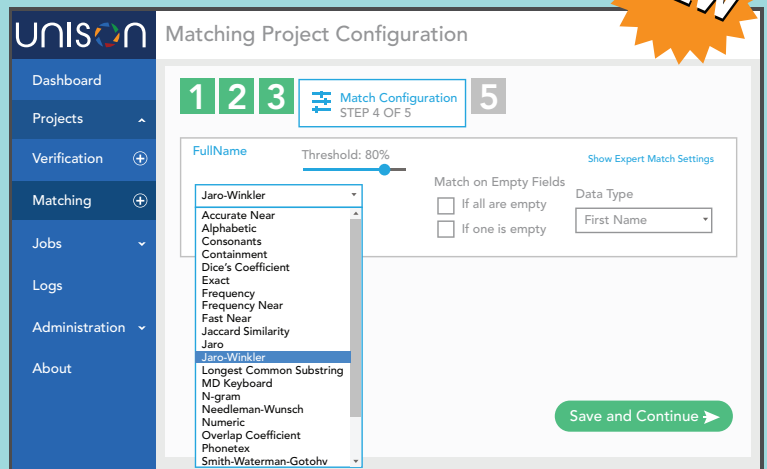 UNISON
Matching Project Configuration
Dashboard
Projects
Verification
Matching
Jobs
Logs
Administration
About
1 2 3
Match Configuration
STEP 4 OF 5
5
FullName
Threshold: 80%
Show Expert Match Settings
Jaro-Winkler
Match on Empty Fields
If all are empty
If one is empty
Data Type
First Name
Accurate Near
Alphabetic
Consonants
Containment
Dice's Coefficient
Exact
Frequency
Frequency Near
Fast Near
Jaccard Similarity
Jaro
Jaro-Winkler
Longest Common Substring
MD Keyboard
N-gram
Needleman-Wunsch
Numeric
Overlap Coefficient
Phonetex
Smith-Waterman-Gotoh
Save and Continue